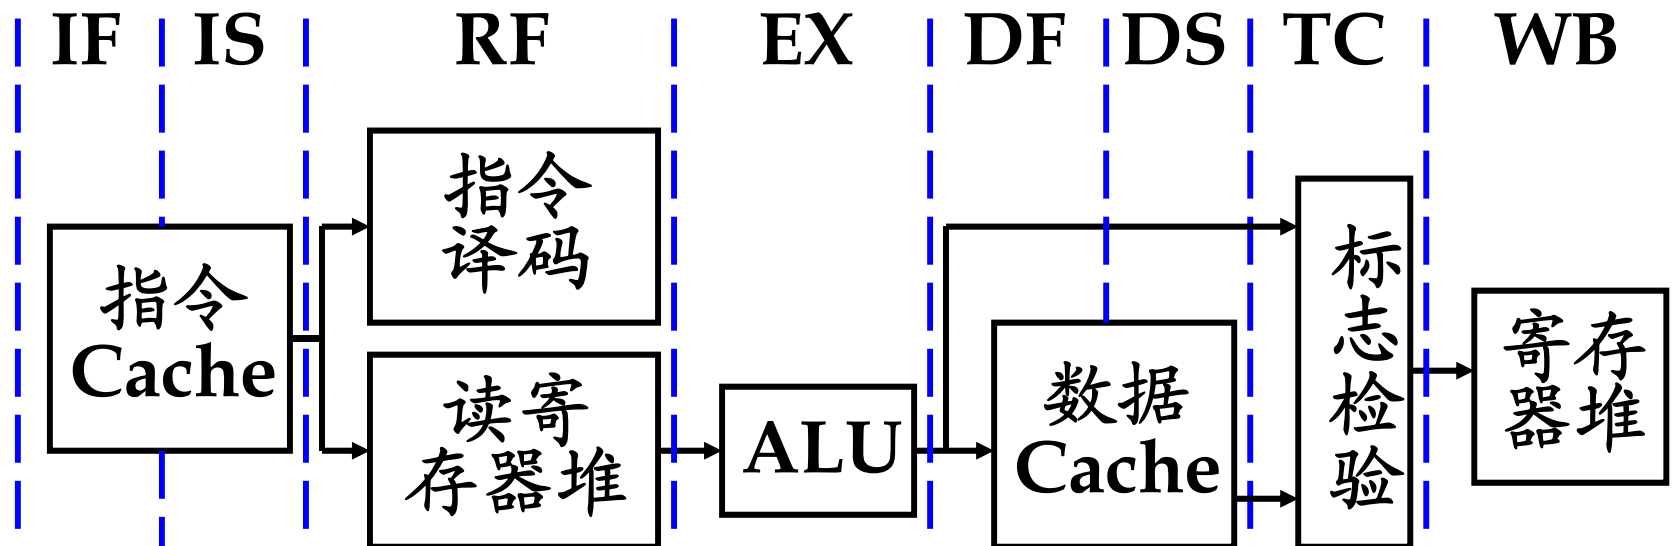 IF IS RF EX DF DS TC WB
指令
Cache
指令
译码
读寄
存器堆
ALU
数据
Cache
标
志
检
验
寄存
器堆